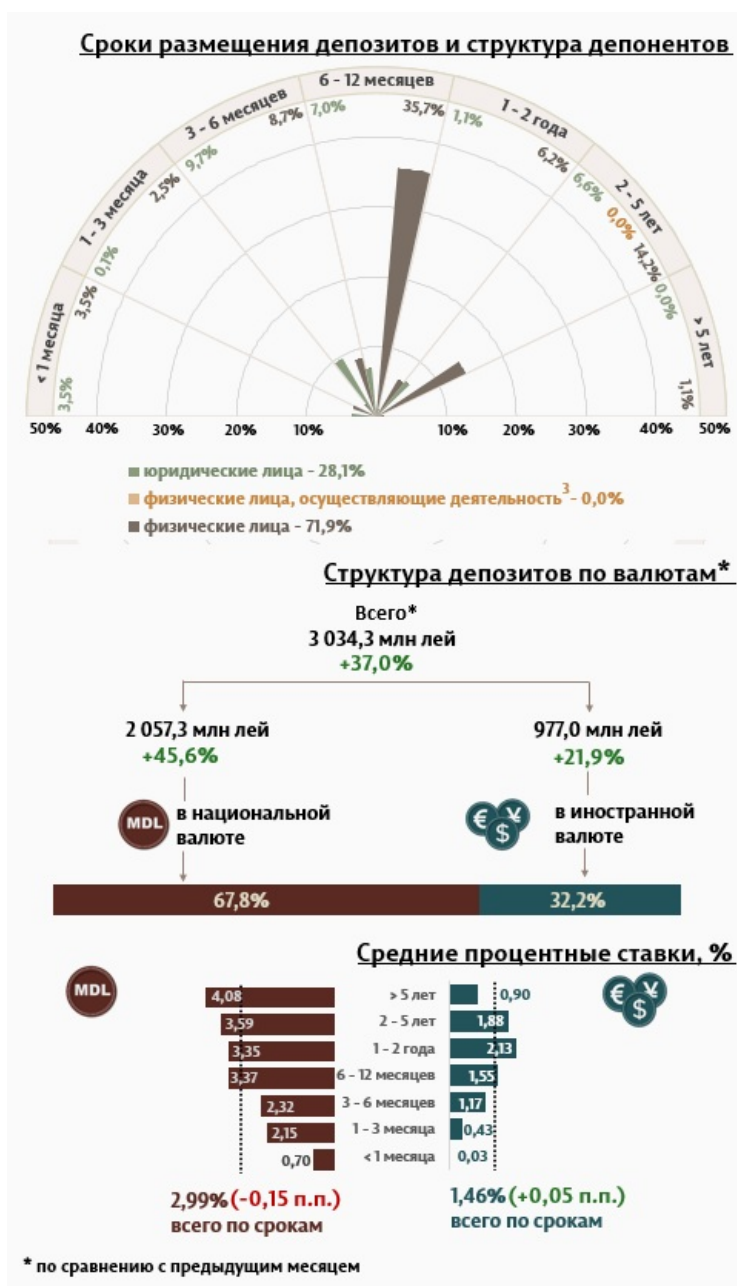 Сроки размещения депозитов и структура депонентов
6 - 12 месяцев
3 - 6 месяцев
1 - 2 года
1 - 3 месяца
2 - 5 лет
< 1 месяца
> 5 лет
3,5%
3,5%
0,1%
2,5%
9,7%
8,7%
7,0%
35,7%
1,1%
6,2%
6,6%
0,0%
14,2%
0,0%
1,1%
50% 40% 30% 20% 10% 10% 20% 30% 40% 50%
юридические лица - 28,1%
физические лица, осуществляющие деятельность3 - 0,0%
физические лица - 71,9%
Структура депозитов по валютам*
Всего*
3 034,3 млн лей
+37,0%
2 057,3 млн лей
+45,6%
977,0 млн лей
+21,9%
MDL
в национальной
валюте
€ ¥ $
в иностранной
валюте
67,8% 32,2%
Средние процентные ставки, %
MDL
€ ¥ $
4,08 > 5 лет 0,90
3,59 2 - 5 лет 1,88
3,35 1 - 2 года 2,13
3,37 6 - 12 месяцев 1,55
2,32 3 - 6 месяцев 1,17
2,15 1 - 3 месяца 0,43
0,70 < 1 месяца 0,03
2,99% (-0,15 п.п.)
всего по срокам
1,46% (+0,05 п.п.)
всего по срокам
* по сравнению с предыдущим месяцем